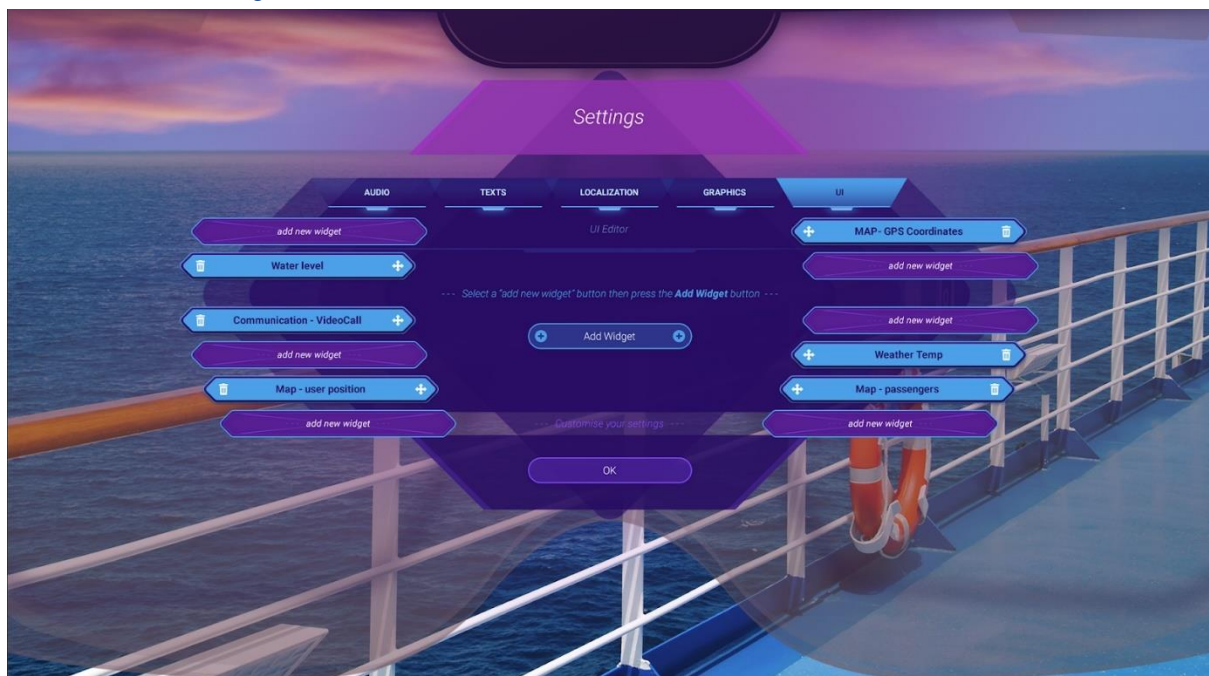 Settings
AUDIO TEXTS LOCALIZATION GRAPHICS UI
add new widget UI Editor MAP- GPS Coordinates
Water level add new widget
--- Select a "add new widget" button then press the Add Widget button ---
Communication - VideoCall add new widget
Add Widget
add new widget Weather Temp
Map - user position Map - passengers
add new widget --- Customise your settings --- add new widget
OK